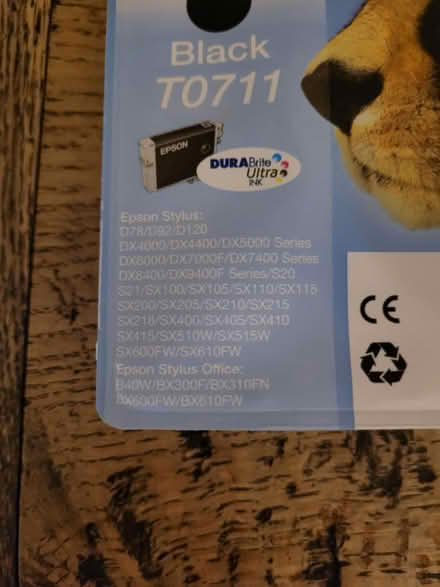 Black
T0711
EPSON
DURABrite
Ultra
INK
Epson Stylus:
D78/D92/D120
DX4000/DX4400/DX5000 Series
DX6000/DX7000F/DX7400 Series
DX8400/DX9400F Series/S20
S21/SX100/SX105/SX110/SX115
SX200/SX205/SX210/SX215
SX218/SX400/SX405/SX410
SX415/SX510W/SX515W
SX600FW/SX610FW
Epson Stylus Office:
B40W/BX300F/BX310FN
BX600FW/BX610FW
CE